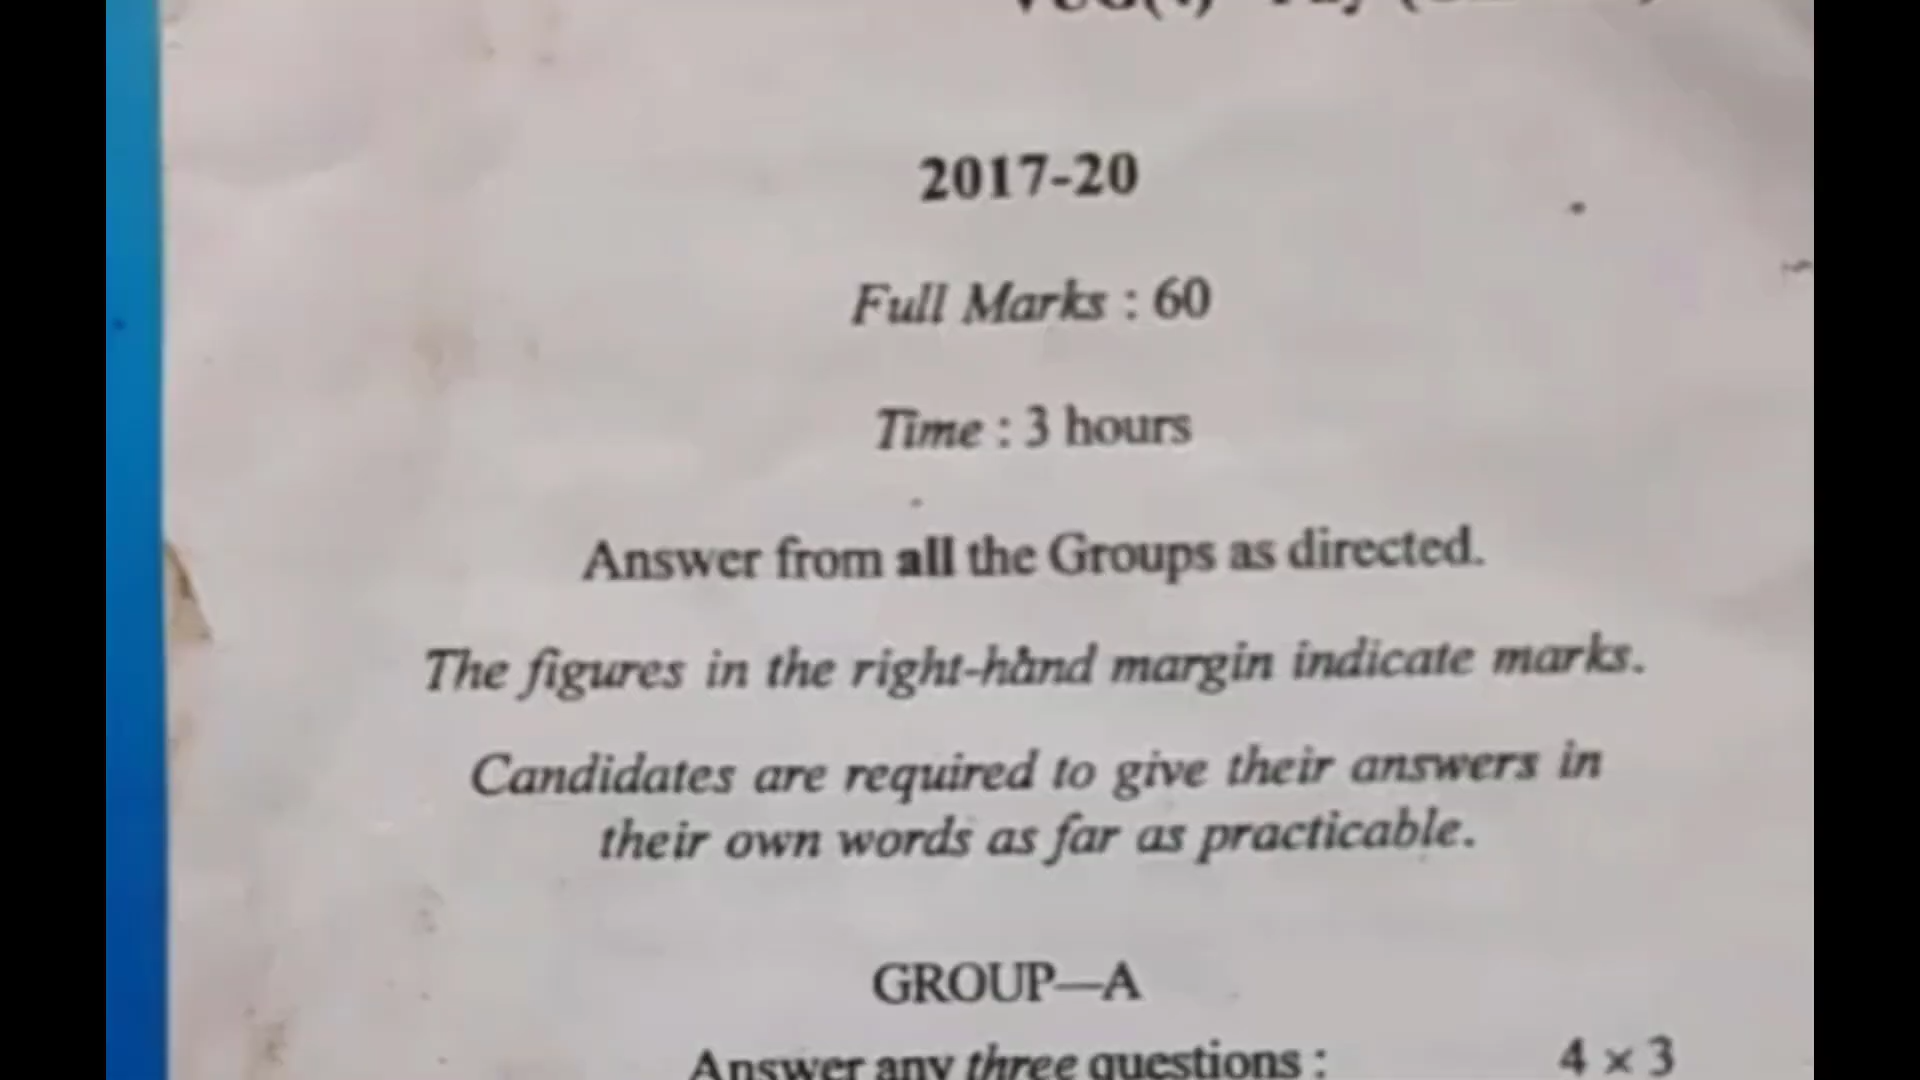 2017-20
Full Marks : 60
Time : 3 hours
Answer from all the Groups as directed.
The figures in the right-hand margin indicate marks.
Candidates are required to give their answers in
their own words as far as practicable.
GROUP—A
Answer any three questions : 4 × 3